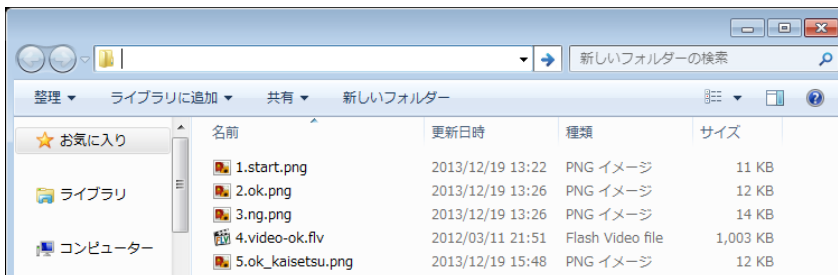 新しいフォルダーの検索
整理 ライブラリに追加 共有 新しいフォルダー
お気に入り
ライブラリ
コンピューター
名前 更新日時 種類 サイズ
1.start.png 2013/12/19 13:22 PNG イメージ 11 KB
2.ok.png 2013/12/19 13:26 PNG イメージ 12 KB
3.ng.png 2013/12/19 13:26 PNG イメージ 14 KB
4.video-ok.flv 2012/03/11 21:51 Flash Video file 1,003 KB
5.ok_kaisetsu.png 2013/12/19 15:48 PNG イメージ 12 KB